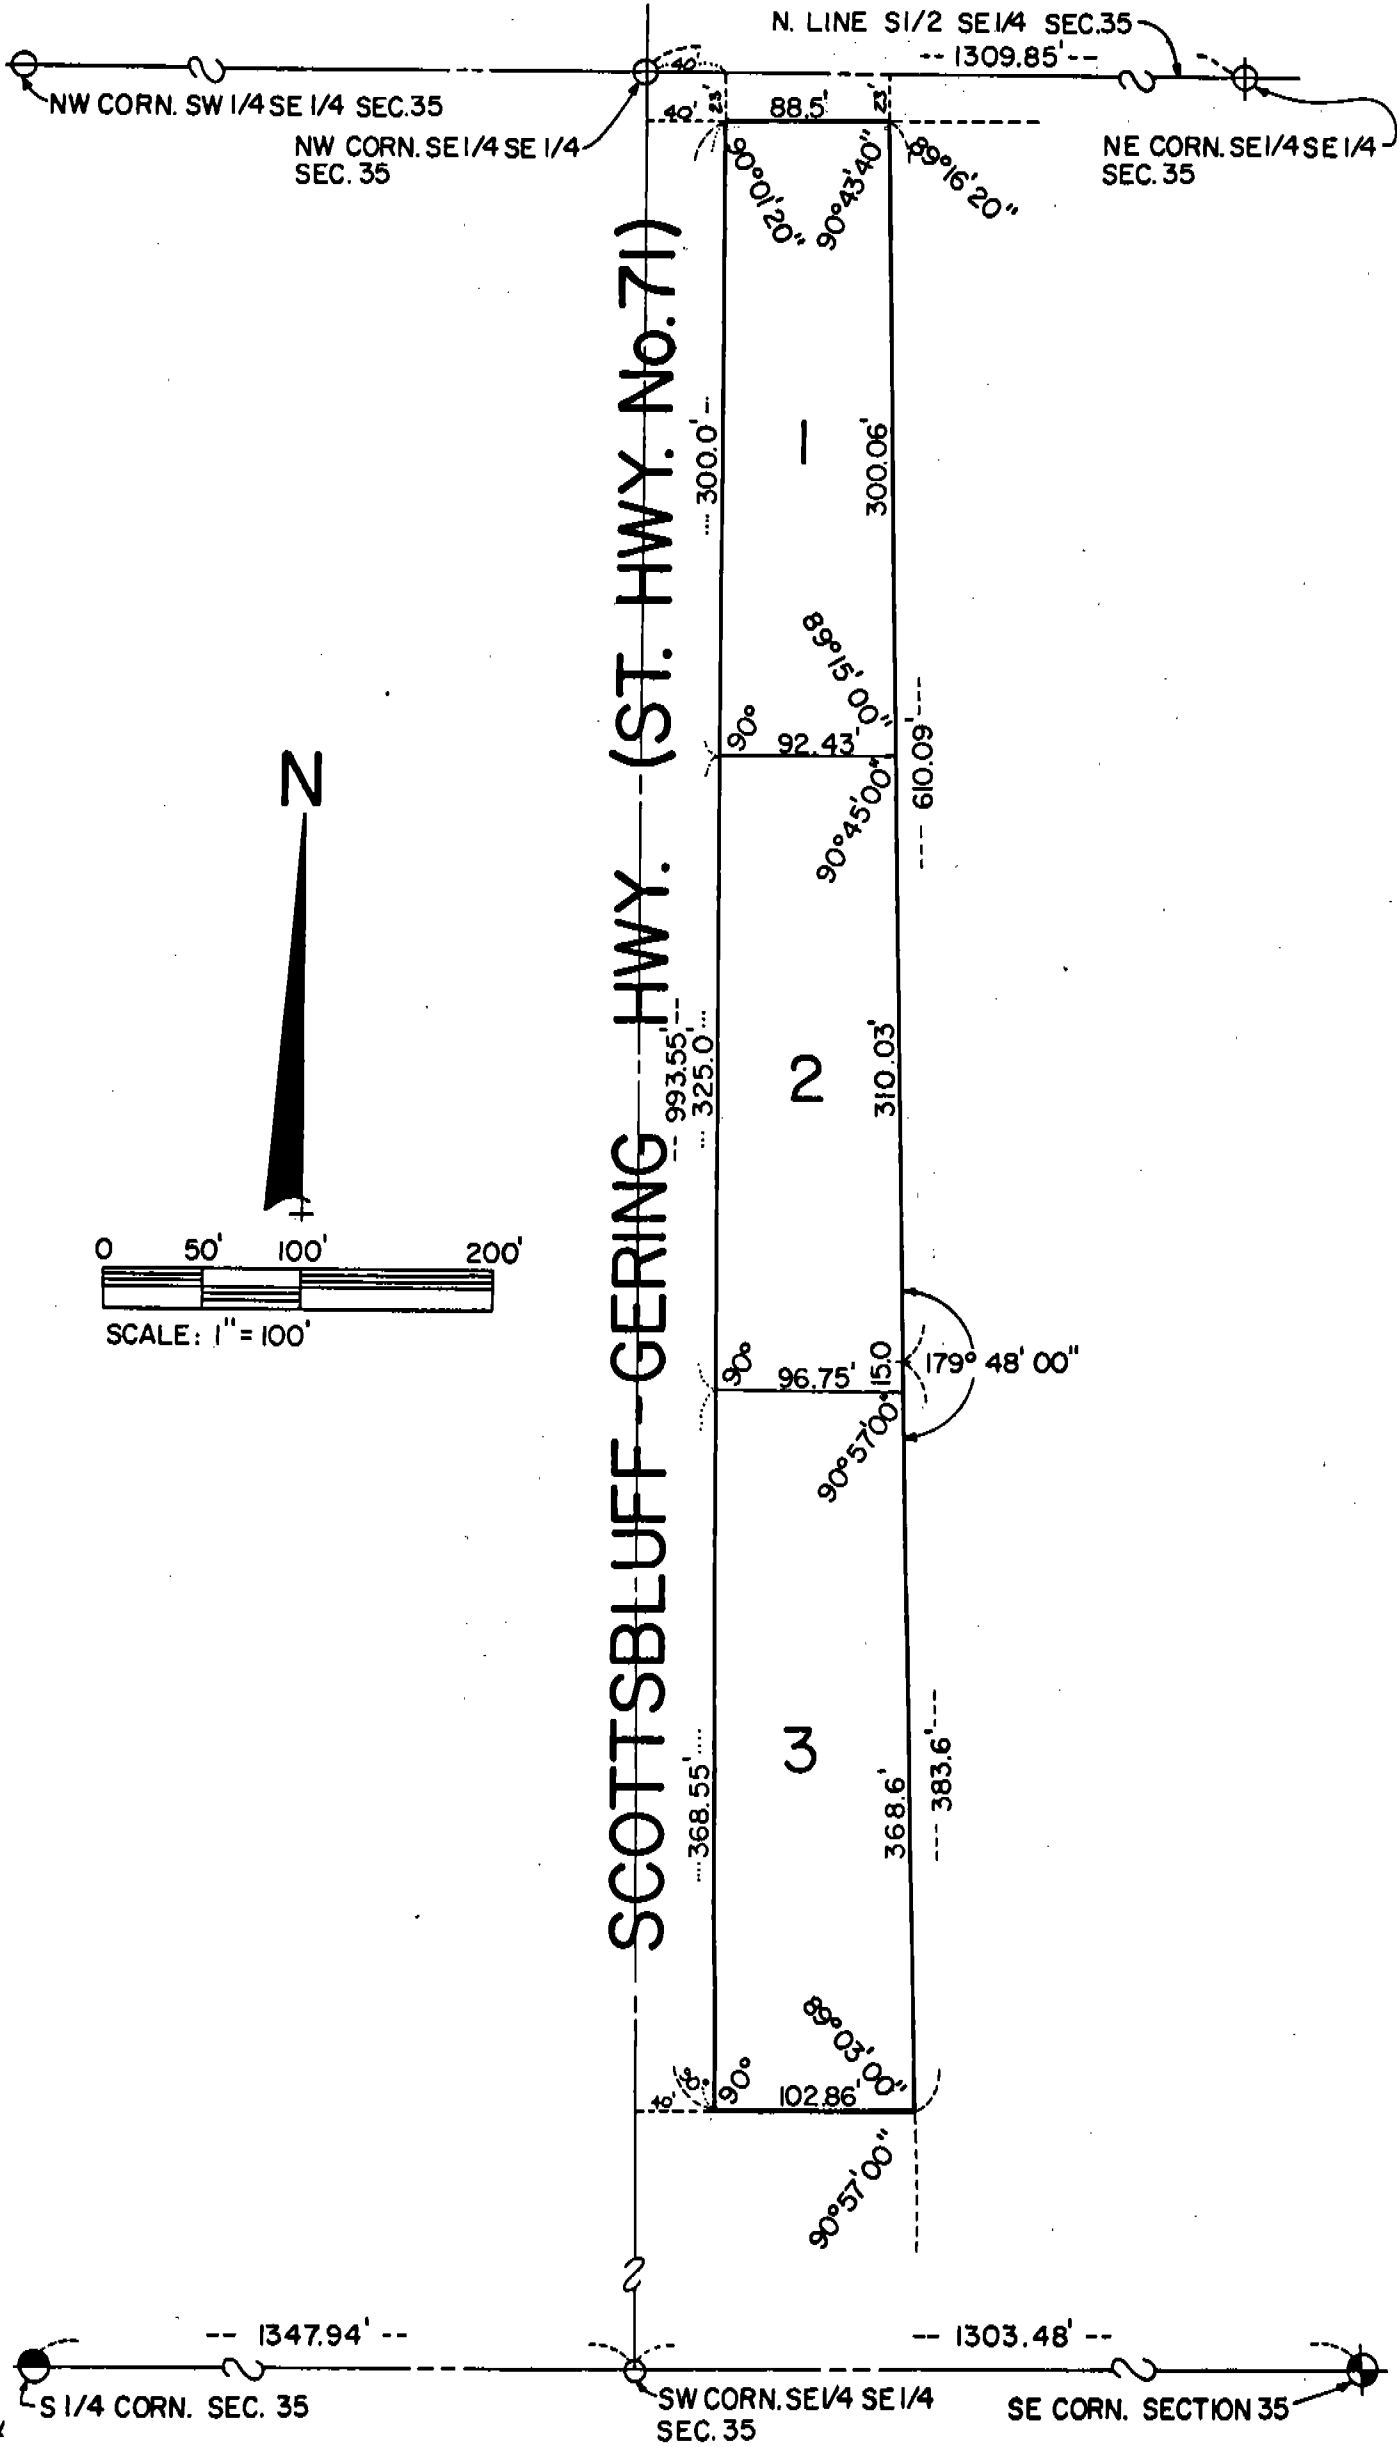 N. LINE S1/2 SE1/4 SEC.35
-- 1309.85' --
40'
NW CORN. SW 1/4 SE 1/4 SEC.35
40'
23'
88.5'
23'
NW CORN. SE1/4 SE 1/4
SEC. 35
NE CORN. SE1/4 SE1/4
SEC. 35
90°01'20"
90°43'40"
89°16'20"
SCOTTSBLUFF-GERING HWY. (ST. HWY. No.71)
300.0'
1
300.06'
89°15'00"
90°
92.43'
610.09'
90°45'00"
N
993.55'
325.0'
2
310.03'
0 50' 100' 200'
SCALE: 1"=100'
90°
96.75'
15.0
179° 48' 00"
90°57'00"
3
368.55'
368.6'
383.6'
89°03'00"
40'
90°
102.86'
90°57'00"
-- 1347.94' --
-- 1303.48' --
S 1/4 CORN. SEC. 35
SW CORN. SE1/4 SE1/4
SEC. 35
SE CORN. SECTION 35